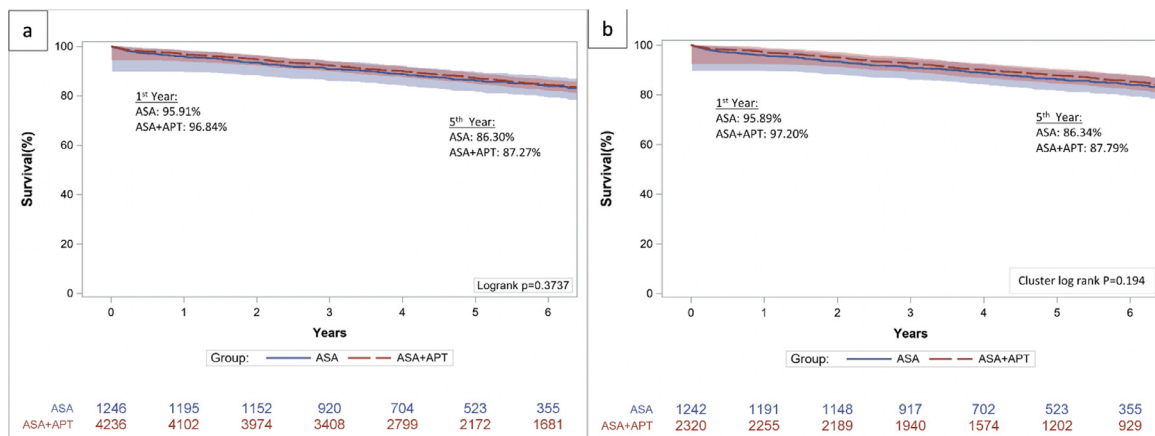 a
Survival(%)
100
80
60
40
20
0
1st Year:
ASA: 95.91%
ASA+APT: 96.84%
5th Year:
ASA: 86.30%
ASA+APT: 87.27%
Logrank p=0.3737
0 1 2 3 4 5 6
Years
Group: ASA ASA+APT
ASA 1246 1195 1152 920 704 523 355
ASA+APT 4236 4102 3974 3408 2799 2172 1681
b
Survival(%)
100
80
60
40
20
0
1st Year:
ASA: 95.89%
ASA+APT: 97.20%
5th Year:
ASA: 86.34%
ASA+APT: 87.79%
Cluster log rank P=0.194
0 1 2 3 4 5 6
Years
Group: ASA ASA+APT
ASA 1242 1191 1148 917 702 523 355
ASA+APT 2320 2255 2189 1940 1574 1202 929